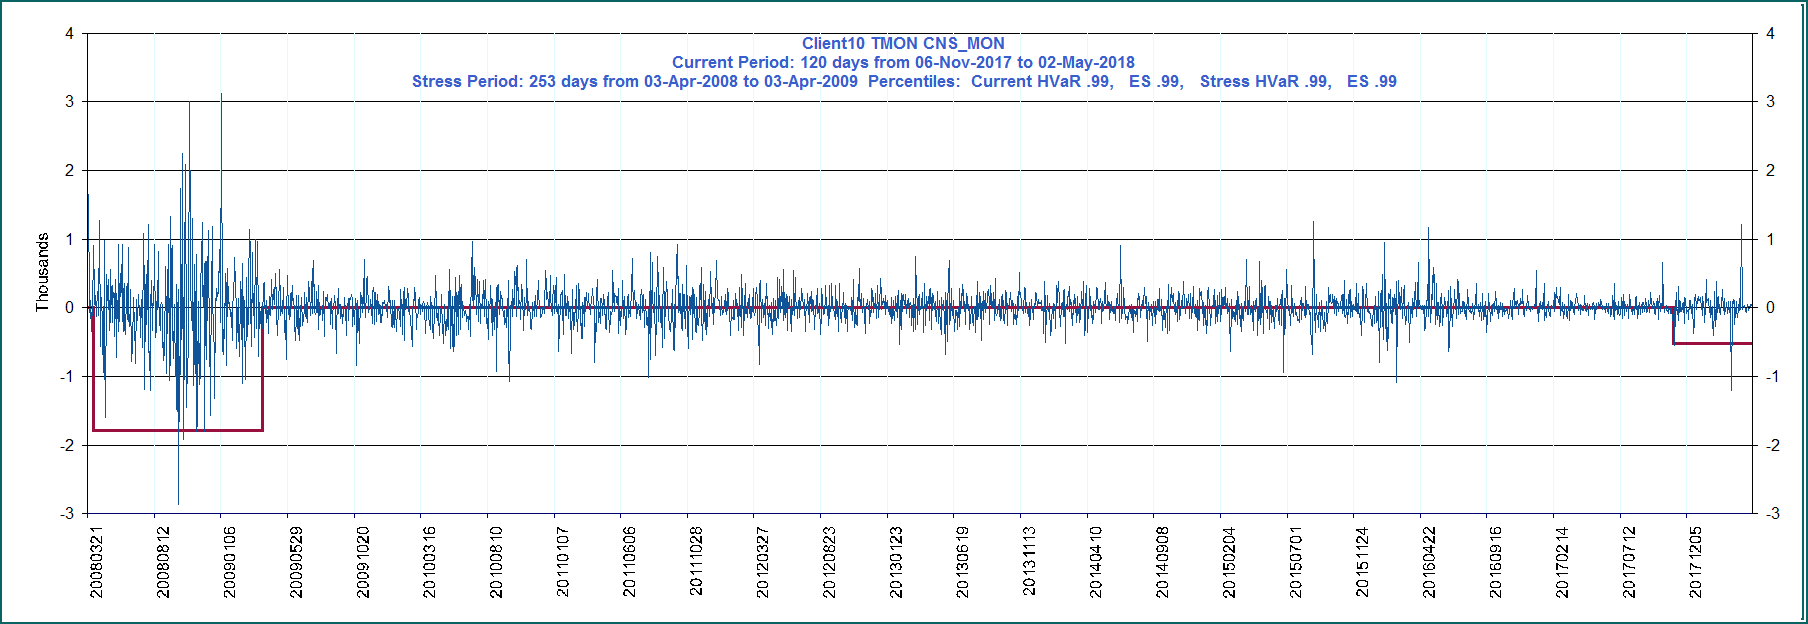 Client10 TMON CNS_MON
Current Period: 120 days from 06-Nov-2017 to 02-May-2018
Stress Period: 253 days from 03-Apr-2008 to 03-Apr-2009  Percentiles:  Current HVaR .99,   ES .99,   Stress HVaR .99,   ES .99
4 4
3 3
2 2
1 1
0 0
-1 -1
-2 -2
-3 -3
Thousands
20080321 20080812 20090106 20090529 20091020 20100316 20100810 20110107 20110606 20111028 20120327 20120823 20130123 20130619 20131113 20140410 20140908 20150204 20150701 20151124 20160422 20160916 20170214 20170712 20171205